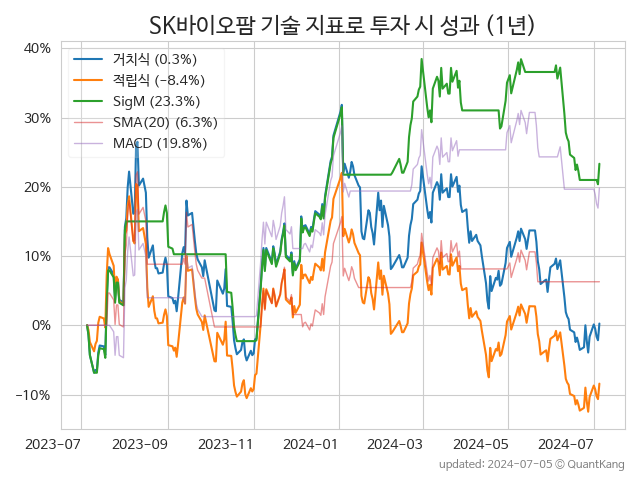 SK바이오팜 기술 지표로 투자 시 성과 (1년)
40%
30%
20%
10%
0%
−10%
거치식 (0.3%)
적립식 (−8.4%)
SigM (23.3%)
SMA(20) (6.3%)
MACD (19.8%)
2023-07 2023-09 2023-11 2024-01 2024-03 2024-05 2024-07
updated: 2024-07-05 © QuantKang